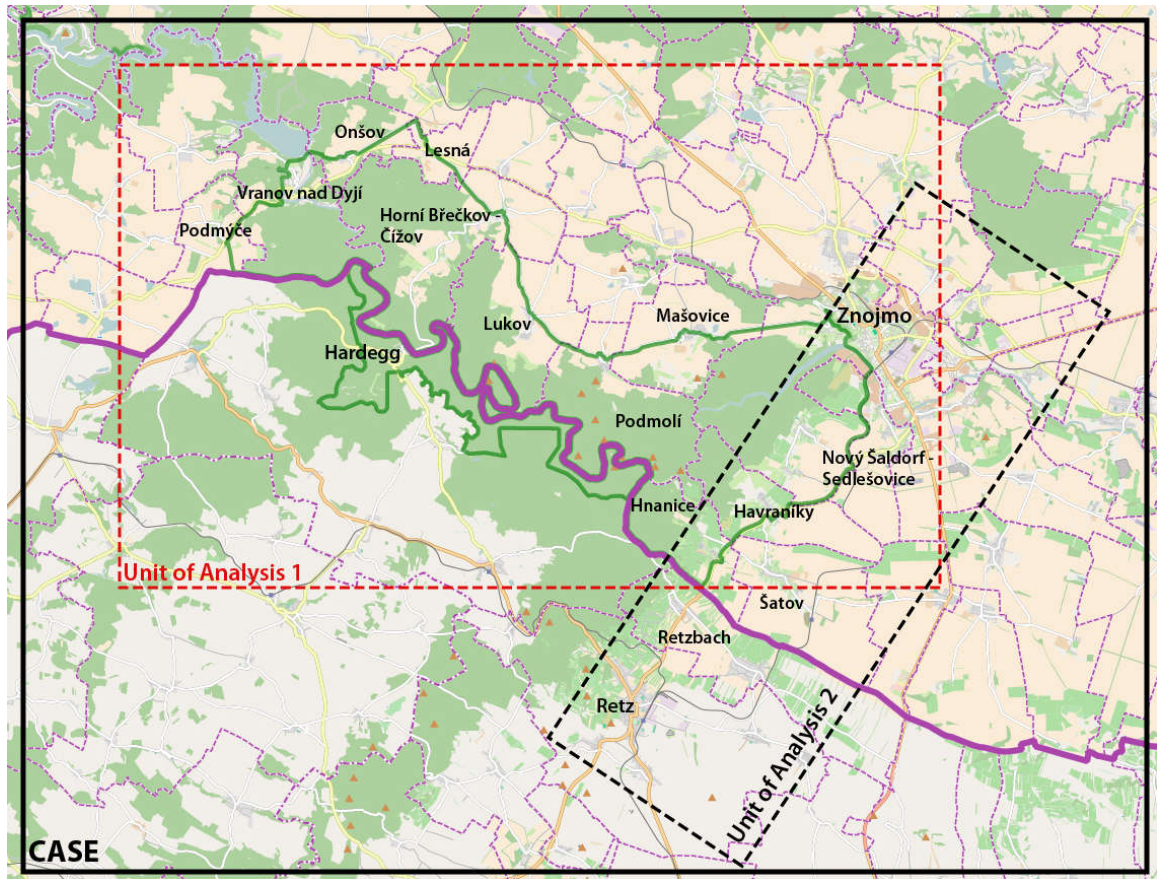 Onšov
Lesná
Vranov nad Dyjí
Horní Břečkov -
Čížov
Podmýče
Mašovice
Znojmo
Lukov
Hardegg
Podmolí
Nový Šaldorf -
Sedlešovice
Hnanice
Havraníky
Unit of Analysis 1
Šatov
Retzbach
Retz
Unit of Analysis 2
CASE